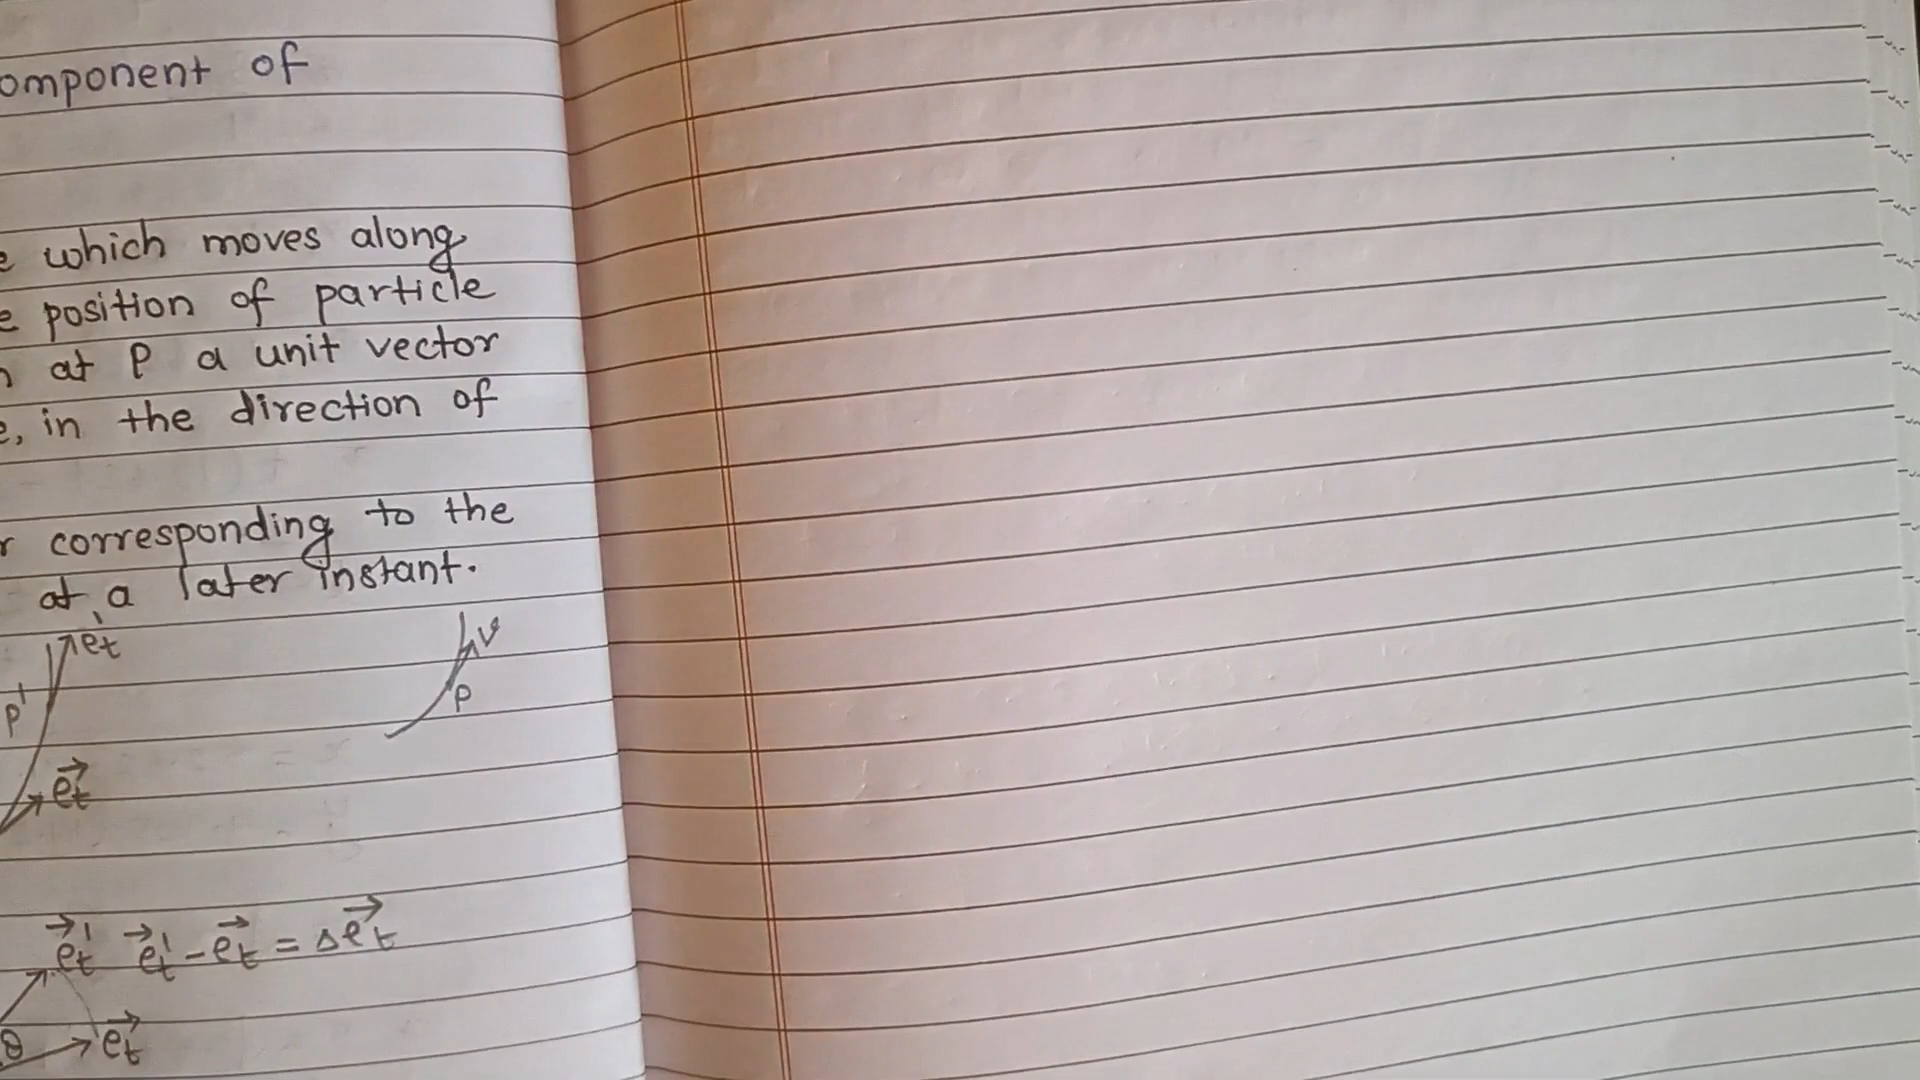 omponent of
e which moves along
e position of particle
n at P a unit vector
e, in the direction of
r corresponding to the
at a later instant.
e't
v
P'
P
e⃗t
e⃗'t e⃗'t - e⃗t = Δe⃗t
θ
e⃗t